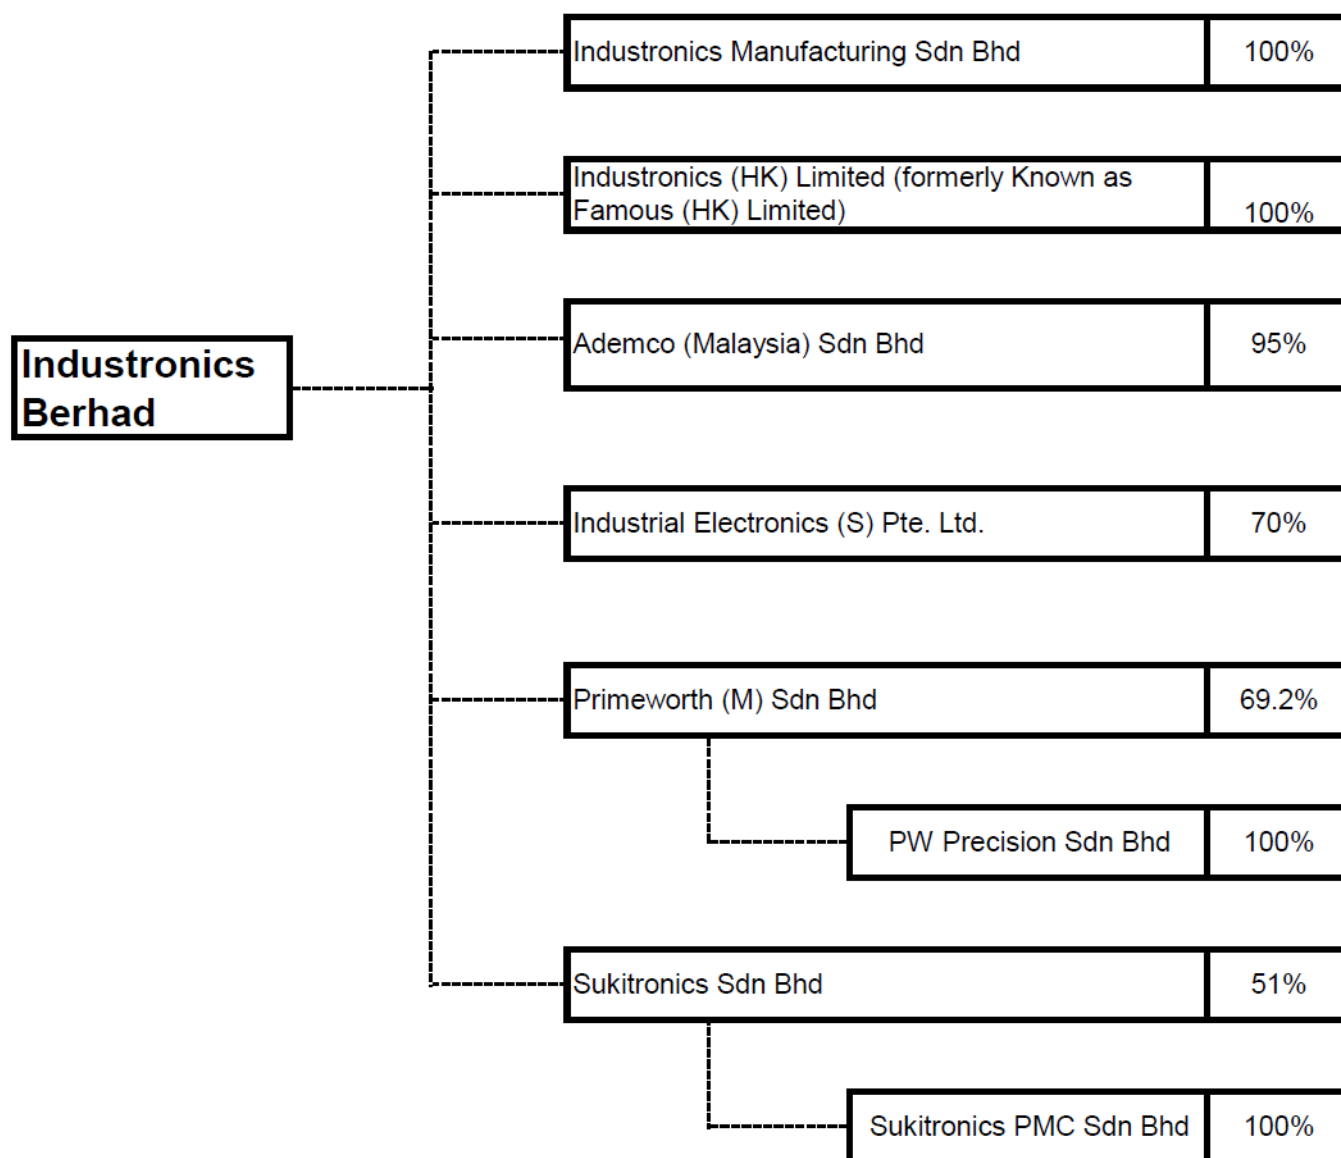 Industronics Manufacturing Sdn Bhd 100%
Industronics (HK) Limited (formerly Known as
Famous (HK) Limited) 100%
Ademco (Malaysia) Sdn Bhd 95%
Industronics
Berhad
Industrial Electronics (S) Pte. Ltd. 70%
Primeworth (M) Sdn Bhd 69.2%
PW Precision Sdn Bhd 100%
Sukitronics Sdn Bhd 51%
Sukitronics PMC Sdn Bhd 100%